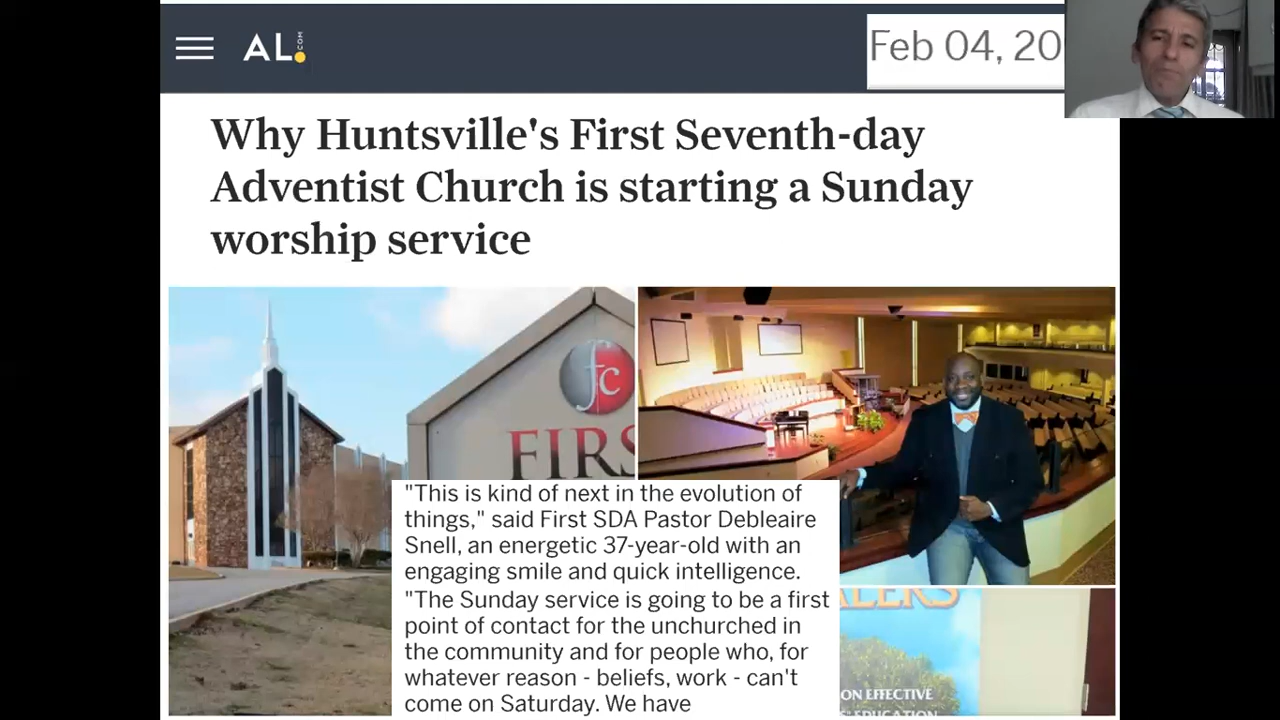 AL.com
Feb 04, 20
Why Huntsville's First Seventh-day
Adventist Church is starting a Sunday
worship service
fc
FIRS
"This is kind of next in the evolution of
things," said First SDA Pastor Debleaire
Snell, an energetic 37-year-old with an
engaging smile and quick intelligence.
"The Sunday service is going to be a first
point of contact for the unchurched in
the community and for people who, for
whatever reason - beliefs, work - can't
come on Saturday. We have
ALERS
ON EFFECTIVE
S' EDUCATION